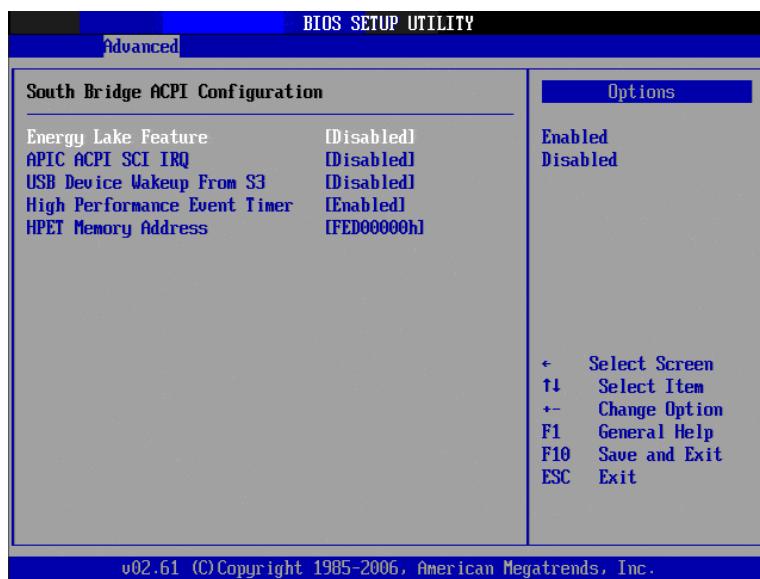 BIOS SETUP UTILITY
Advanced
South Bridge ACPI Configuration
Energy Lake Feature [Disabled]
APIC ACPI SCI IRQ [Disabled]
USB Device Wakeup From S3 [Disabled]
High Performance Event Timer [Enabled]
HPET Memory Address [FED00000h]
Options
Enabled
Disabled
← Select Screen
↑↓ Select Item
+- Change Option
F1 General Help
F10 Save and Exit
ESC Exit
v02.61 (C)Copyright 1985-2006, American Megatrends, Inc.